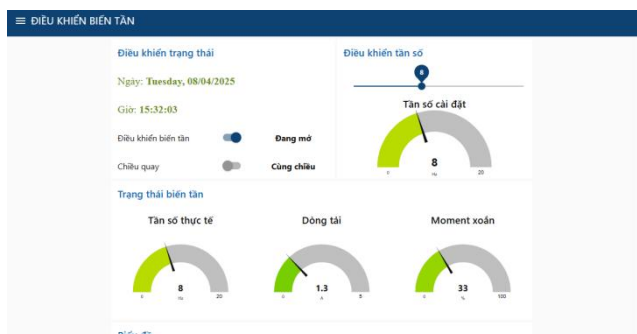 ĐIỀU KHIỂN BIẾN TẦN
Điều khiển trạng thái
Ngày: Tuesday, 08/04/2025
Giờ: 15:32:03
Điều khiển biến tần Đang mở
Chiều quay Cùng chiều
Điều khiển tần số
8
Tần số cài đặt
8
0 Hz 20
Trạng thái biến tần
Tần số thực tế Dòng tải Moment xoắn
8 1.3 33
0 Hz 20 0 A 5 0 % 100